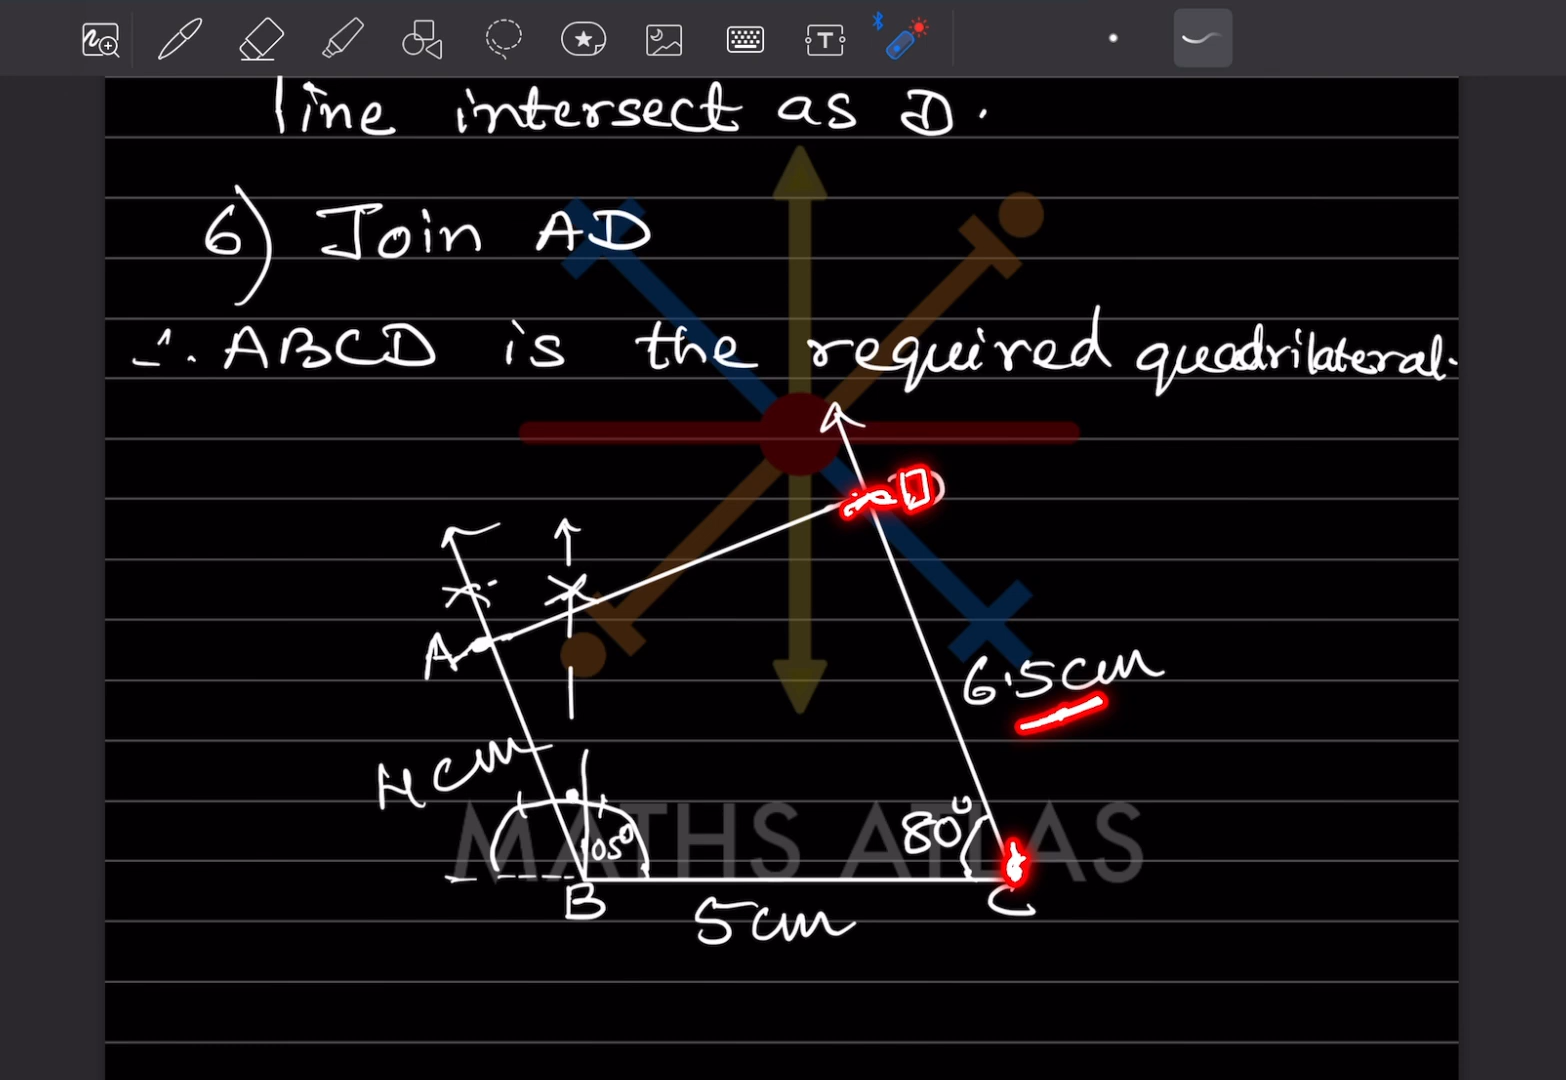 line intersect as D.
6) Join AD
∴ ABCD is the required quadrilateral.
D
A
6.5cm
4cm
MATHS ATLAS
80°
105°
B
C
5cm